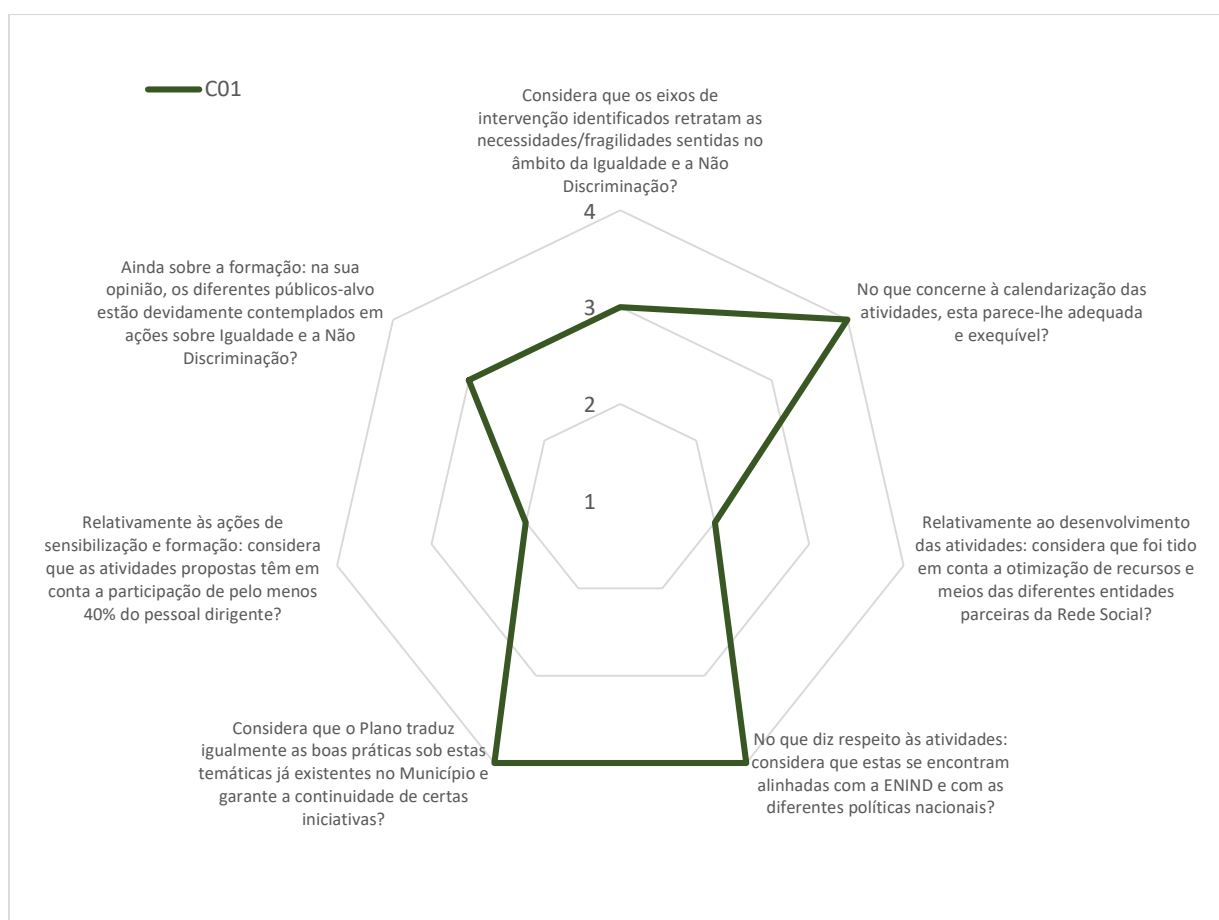 C01
Considera que os eixos de
intervenção identificados retratam as
necessidades/fragilidades sentidas no
âmbito da Igualdade e a Não
Discriminação?
4
3
2
1
No que concerne à calendarização das
atividades, esta parece-lhe adequada
e exequível?
Relativamente ao desenvolvimento
das atividades: considera que foi tido
em conta a otimização de recursos e
meios das diferentes entidades
parceiras da Rede Social?
No que diz respeito às atividades:
considera que estas se encontram
alinhadas com a ENIND e com as
diferentes políticas nacionais?
Considera que o Plano traduz
igualmente as boas práticas sob estas
temáticas já existentes no Município e
garante a continuidade de certas
iniciativas?
Relativamente às ações de
sensibilização e formação: considera
que as atividades propostas têm em
conta a participação de pelo menos
40% do pessoal dirigente?
Ainda sobre a formação: na sua
opinião, os diferentes públicos-alvo
estão devidamente contemplados em
ações sobre Igualdade e a Não
Discriminação?